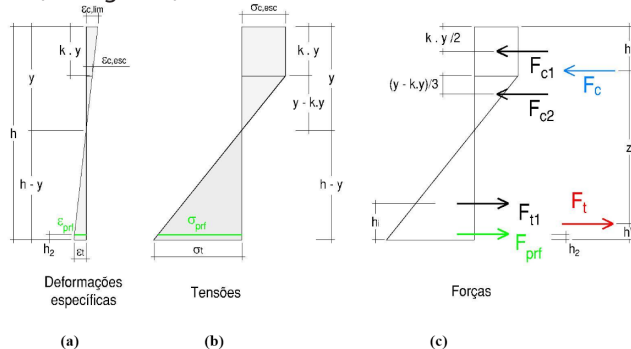 εc,lim
k . y
εc,esc
y
h
h - y
εprf
h2
εt
Deformações
específicas
(a)
σc,esc
k . y
y
y - k.y
h - y
σprf
σt
Tensões
(b)
k . y /2
Fc1
Fc
(y - k.y)/3
Fc2
z
hi
Ft1
Ft
Fprf
h2
Forças
(c)